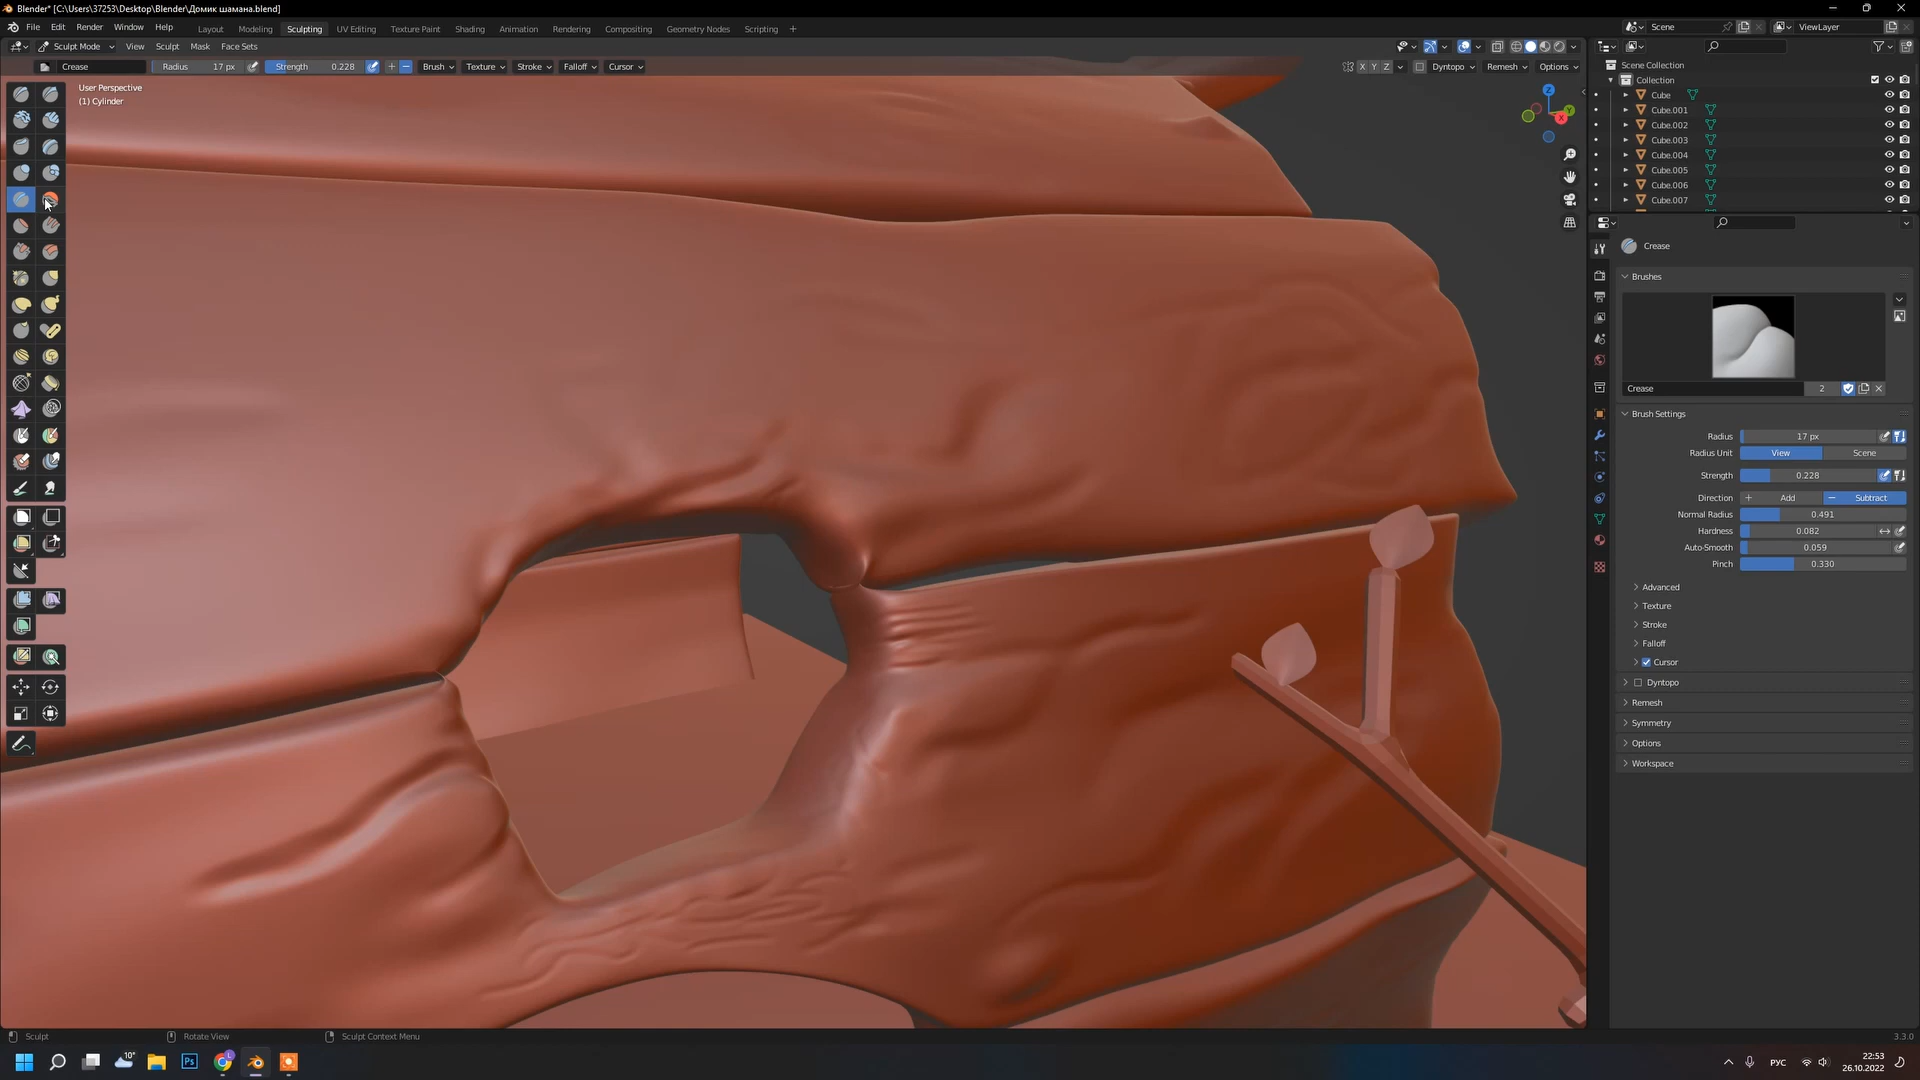 Blender* [C:\Users\37253\Desktop\Blender\Домик шамана.blend]
File Edit Render Window Help
Layout Modeling Sculpting UV Editing Texture Paint Shading Animation Rendering Compositing Geometry Nodes Scripting +
Scene ViewLayer
Sculpt Mode View Sculpt Mask Face Sets
Crease Radius 17 px Strength 0.228 + − Brush Texture Stroke Falloff Cursor
X Y Z Dyntopo Remesh Options
User Perspective
(1) Cylinder
Z
Y
X
Scene Collection
Collection
Cube
Cube.001
Cube.002
Cube.003
Cube.004
Cube.005
Cube.006
Cube.007
Crease
Brushes
Crease 2
Brush Settings
Radius 17 px
Radius Unit View Scene
Strength 0.228
Direction + Add − Subtract
Normal Radius 0.491
Hardness 0.082
Auto-Smooth 0.059
Pinch 0.330
Advanced
Texture
Stroke
Falloff
Cursor
Dyntopo
Remesh
Symmetry
Options
Workspace
Sculpt Rotate View Sculpt Context Menu 3.3.0
10° Ps L РУС 22:53
26.10.2022